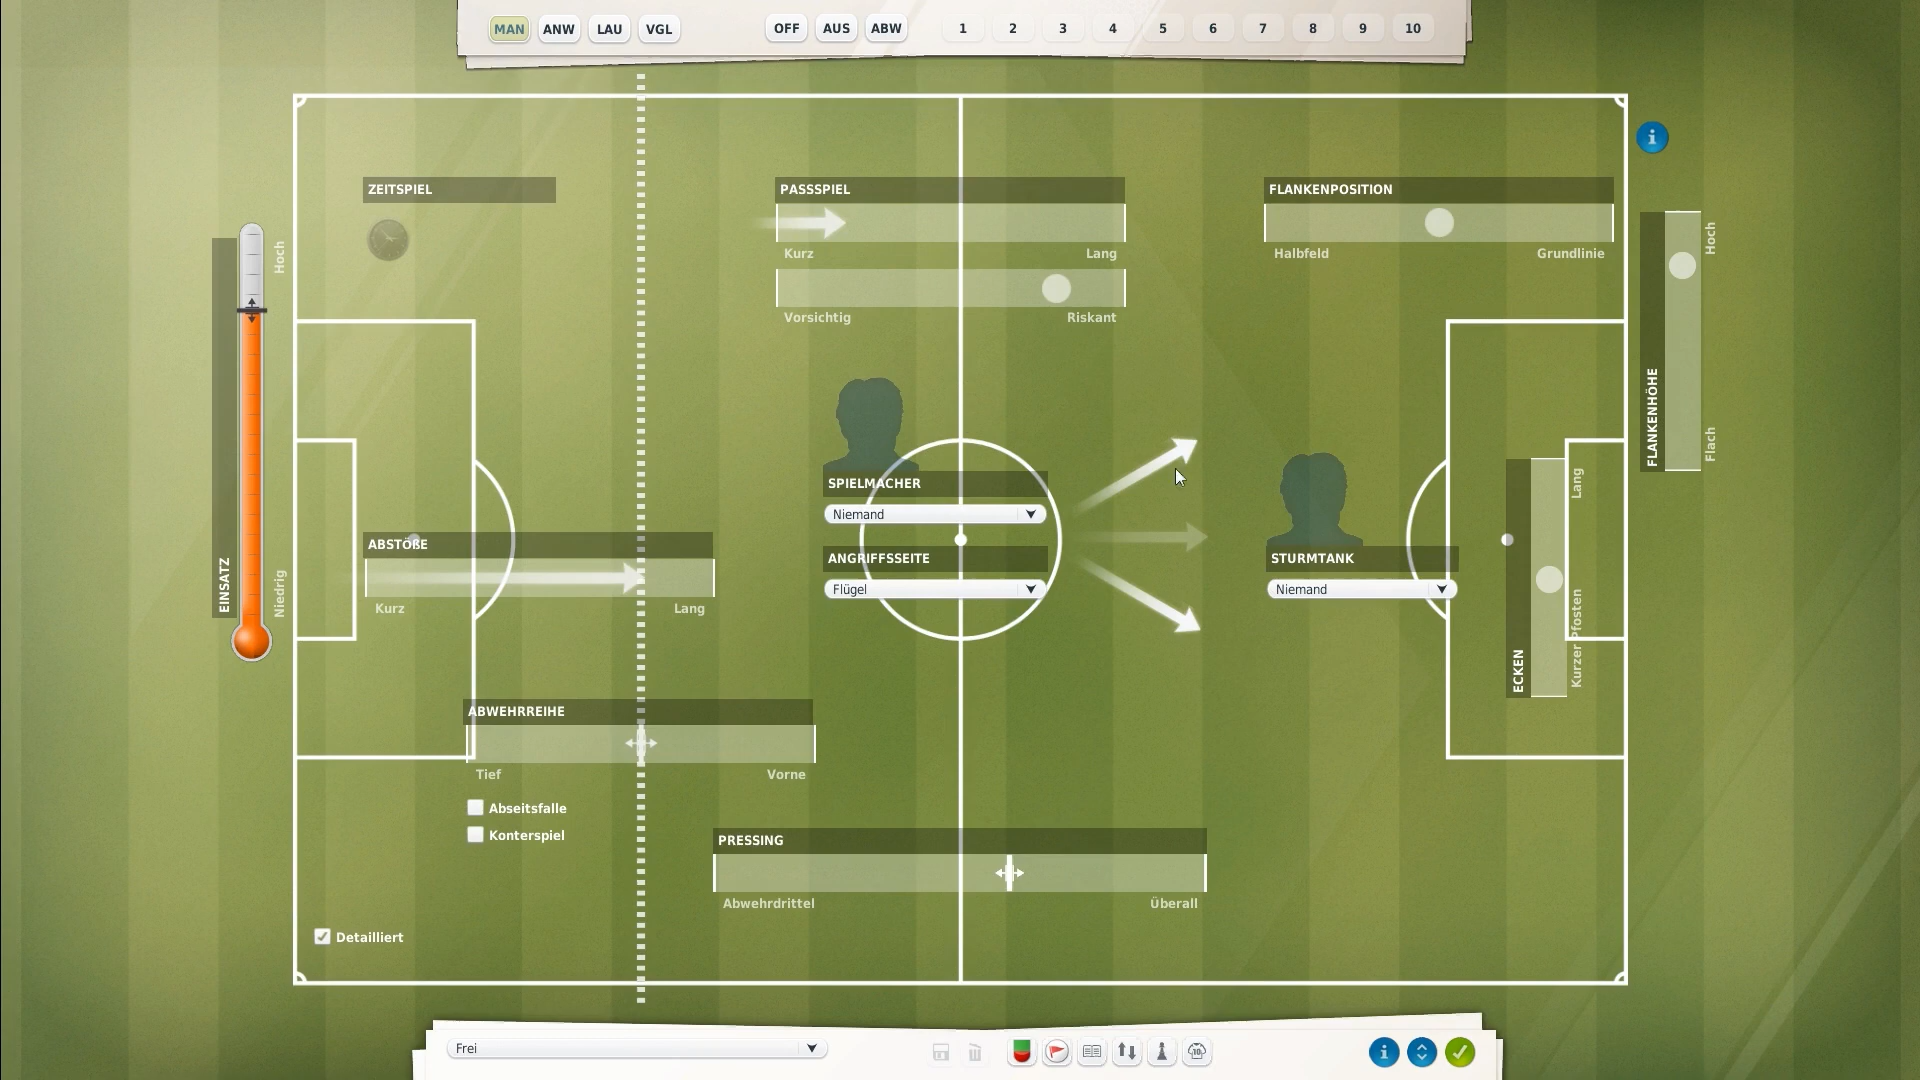 MAN ANW LAU VGL OFF AUS ABW 1 2 3 4 5 6 7 8 9 10
ZEITSPIEL
PASSSPIEL
Kurz Lang
Vorsichtig Riskant
FLANKENPOSITION
Halbfeld Grundlinie
Hoch
EINSATZ
Niedrig
Hoch
FLANKENHÖHE
Flach
SPIELMACHER
Niemand
ANGRIFFSSEITE
Flügel
STURMTANK
Niemand
ABSTÖßE
Kurz Lang
Lang
ECKEN
Kurzer Pfosten
ABWEHRREIHE
Tief Vorne
Abseitsfalle
Konterspiel
PRESSING
Abwehrdrittel Überall
Detailliert
Frei
10